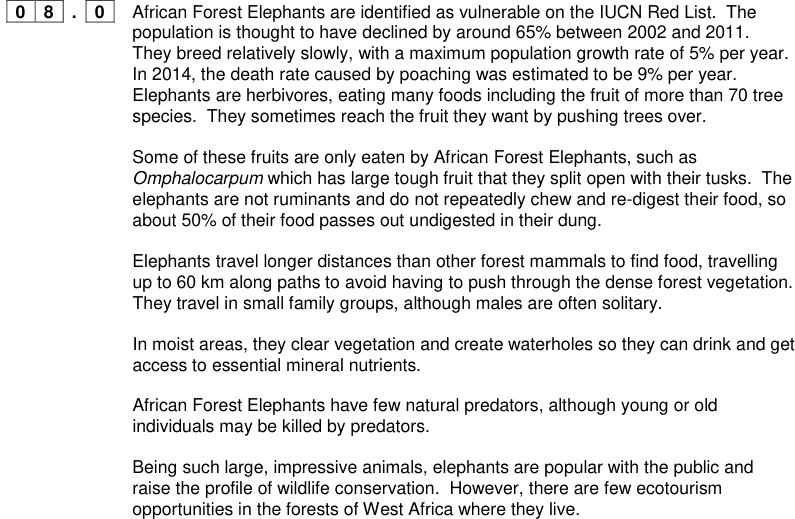 0 8 . 0 African Forest Elephants are identified as vulnerable on the IUCN Red List. The
population is thought to have declined by around 65% between 2002 and 2011.
They breed relatively slowly, with a maximum population growth rate of 5% per year.
In 2014, the death rate caused by poaching was estimated to be 9% per year.
Elephants are herbivores, eating many foods including the fruit of more than 70 tree
species. They sometimes reach the fruit they want by pushing trees over.
Some of these fruits are only eaten by African Forest Elephants, such as
Omphalocarpum which has large tough fruit that they split open with their tusks. The
elephants are not ruminants and do not repeatedly chew and re-digest their food, so
about 50% of their food passes out undigested in their dung.
Elephants travel longer distances than other forest mammals to find food, travelling
up to 60 km along paths to avoid having to push through the dense forest vegetation.
They travel in small family groups, although males are often solitary.
In moist areas, they clear vegetation and create waterholes so they can drink and get
access to essential mineral nutrients.
African Forest Elephants have few natural predators, although young or old
individuals may be killed by predators.
Being such large, impressive animals, elephants are popular with the public and
raise the profile of wildlife conservation. However, there are few ecotourism
opportunities in the forests of West Africa where they live.